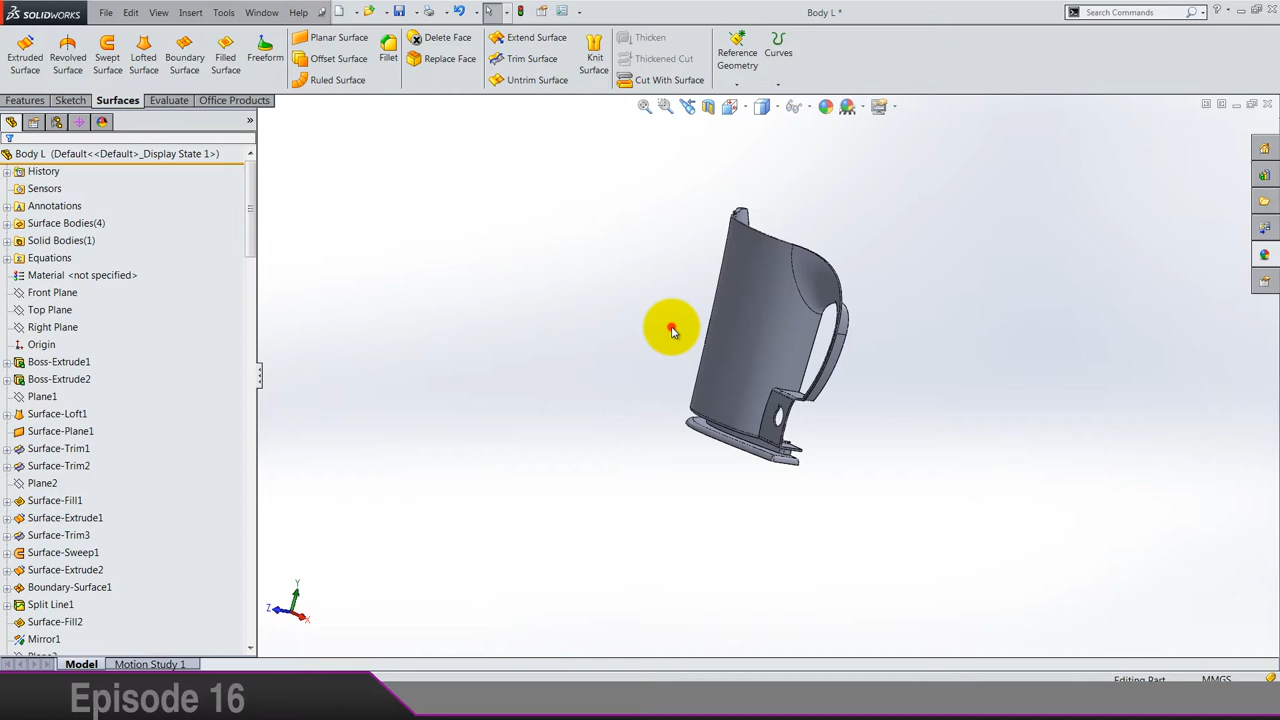 SOLIDWORKS File Edit View Insert Tools Window Help Body L * Search Commands
Extruded Surface
Revolved Surface
Swept Surface
Lofted Surface
Boundary Surface
Filled Surface
Freeform
Planar Surface
Offset Surface
Ruled Surface
Fillet
Delete Face
Replace Face
Extend Surface
Trim Surface
Untrim Surface
Knit Surface
Thicken
Thickened Cut
Cut With Surface
Reference Geometry
Curves
Features Sketch Surfaces Evaluate Office Products
Body L (Default<<Default>_Display State 1>)
History
Sensors
Annotations
Surface Bodies(4)
Solid Bodies(1)
Equations
Material <not specified>
Front Plane
Top Plane
Right Plane
Origin
Boss-Extrude1
Boss-Extrude2
Plane1
Surface-Loft1
Surface-Plane1
Surface-Trim1
Surface-Trim2
Plane2
Surface-Fill1
Surface-Extrude1
Surface-Trim3
Surface-Sweep1
Surface-Extrude2
Boundary-Surface1
Split Line1
Surface-Fill2
Mirror1
Y
Z
X
Model Motion Study 1
Editing Part MMGS
Episode 16